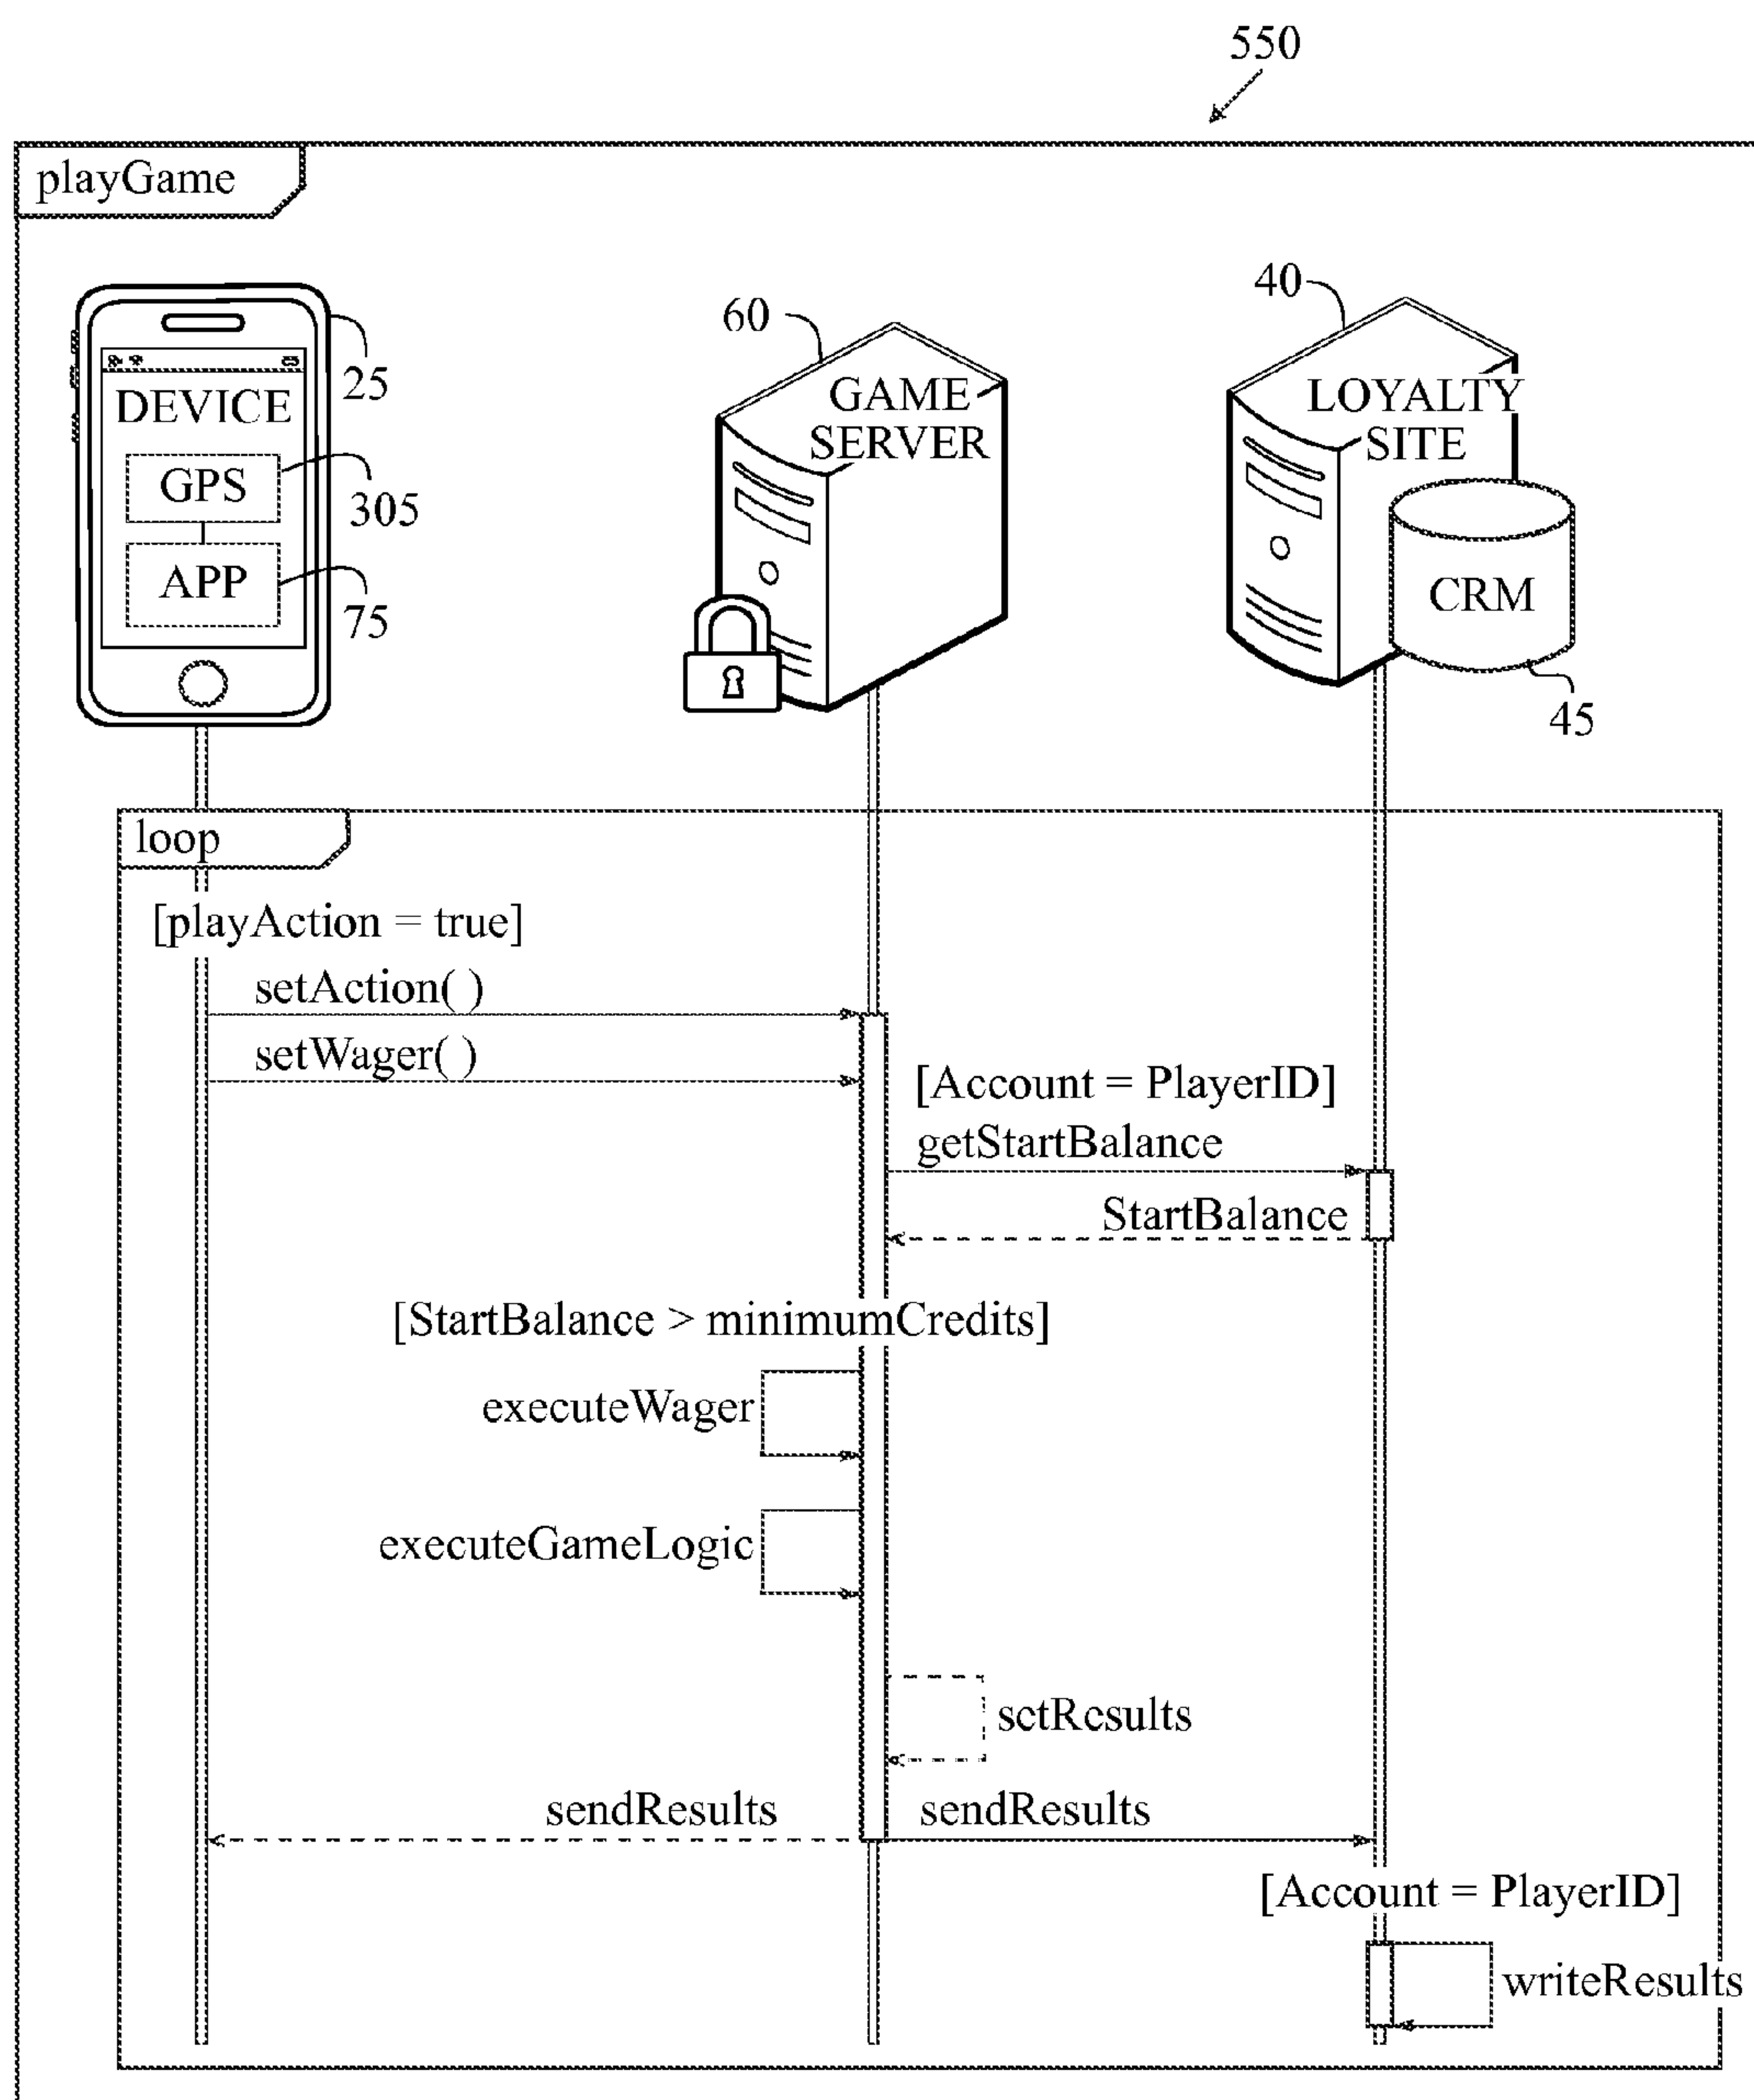 550
playGame
25
DEVICE
GPS
305
APP
75
60
GAME
SERVER
40
LOYALTY
SITE
CRM
45
loop
[playAction = true]
setAction( )
setWager( )
[Account = PlayerID]
getStartBalance
StartBalance
[StartBalance > minimumCredits]
executeWager
executeGameLogic
setResults
sendResults
sendResults
[Account = PlayerID]
writeResults